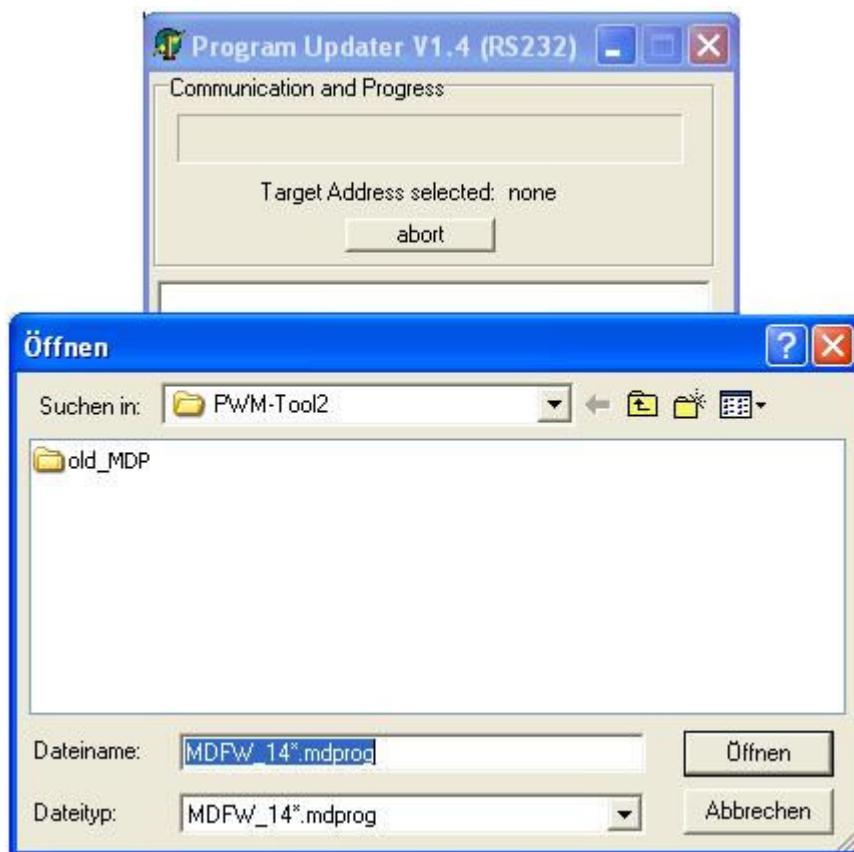 Program Updater V1.4 (RS232)
Communication and Progress
Target Address selected: none
abort
Öffnen
Suchen in: PWM-Tool2
old_MDP
Dateiname: MDFW_14*.mdprog Öffnen
Dateityp: MDFW_14*.mdprog Abbrechen